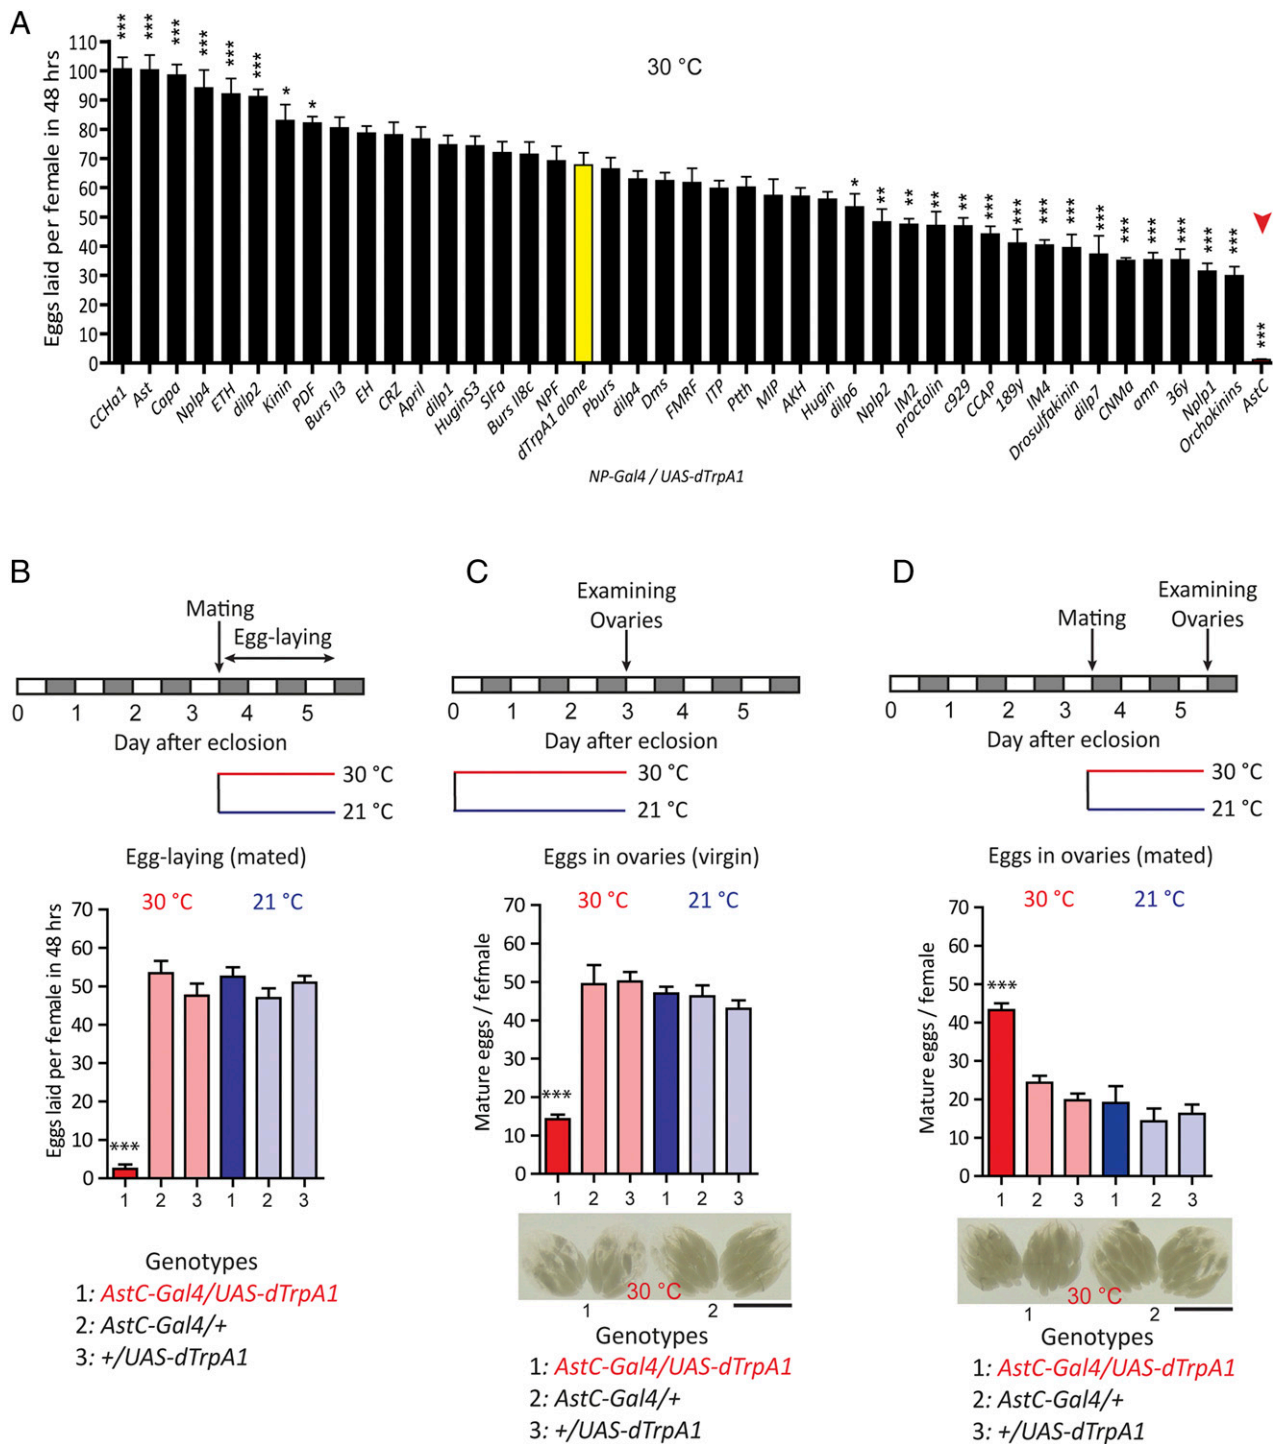 A
Eggs laid per female in 48 hrs
110
100
90
80
70
60
50
40
30
20
10
0
30 °C
*** *** *** *** *** *** * * * ** ** ** ** *** *** *** *** *** *** *** *** *** *** ***
CCHa1 Ast Capa Nplp4 ETH dilp2 Kinin PDF Burs II3 EH CRZ April dilp1 HuginS3 SIFa Burs II8c NPF dTrpA1 alone Pburs dilp4 Dms FMRF ITP Ptth MIP AKH Hugin dilp6 Nplp2 IM2 proctolin c929 CCAP 189y IM4 Drosulfakinin dilp7 CNMa amn 36y Nplp1 Orchokinins AstC
NP-Gal4 / UAS-dTrpA1
B
Mating
Egg-laying
0 1 2 3 4 5
Day after eclosion
30 °C
21 °C
Egg-laying (mated)
30 °C 21 °C
Eggs laid per female in 48 hrs
70
60
50
40
30
20
10
0
***
1 2 3 1 2 3
Genotypes
1: AstC-Gal4/UAS-dTrpA1
2: AstC-Gal4/+
3: +/UAS-dTrpA1
C
Examining
Ovaries
0 1 2 3 4 5
Day after eclosion
30 °C
21 °C
Eggs in ovaries (virgin)
30 °C 21 °C
Mature eggs / fefmale
70
60
50
40
30
20
10
0
***
1 2 3 1 2 3
30 °C
1 2
Genotypes
1: AstC-Gal4/UAS-dTrpA1
2: AstC-Gal4/+
3: +/UAS-dTrpA1
D
Mating
Examining
Ovaries
0 1 2 3 4 5
Day after eclosion
30 °C
21 °C
Eggs in ovaries (mated)
30 °C 21 °C
Mature eggs / female
70
60
50
40
30
20
10
0
***
1 2 3 1 2 3
30 °C
1 2
Genotypes
1: AstC-Gal4/UAS-dTrpA1
2: AstC-Gal4/+
3: +/UAS-dTrpA1